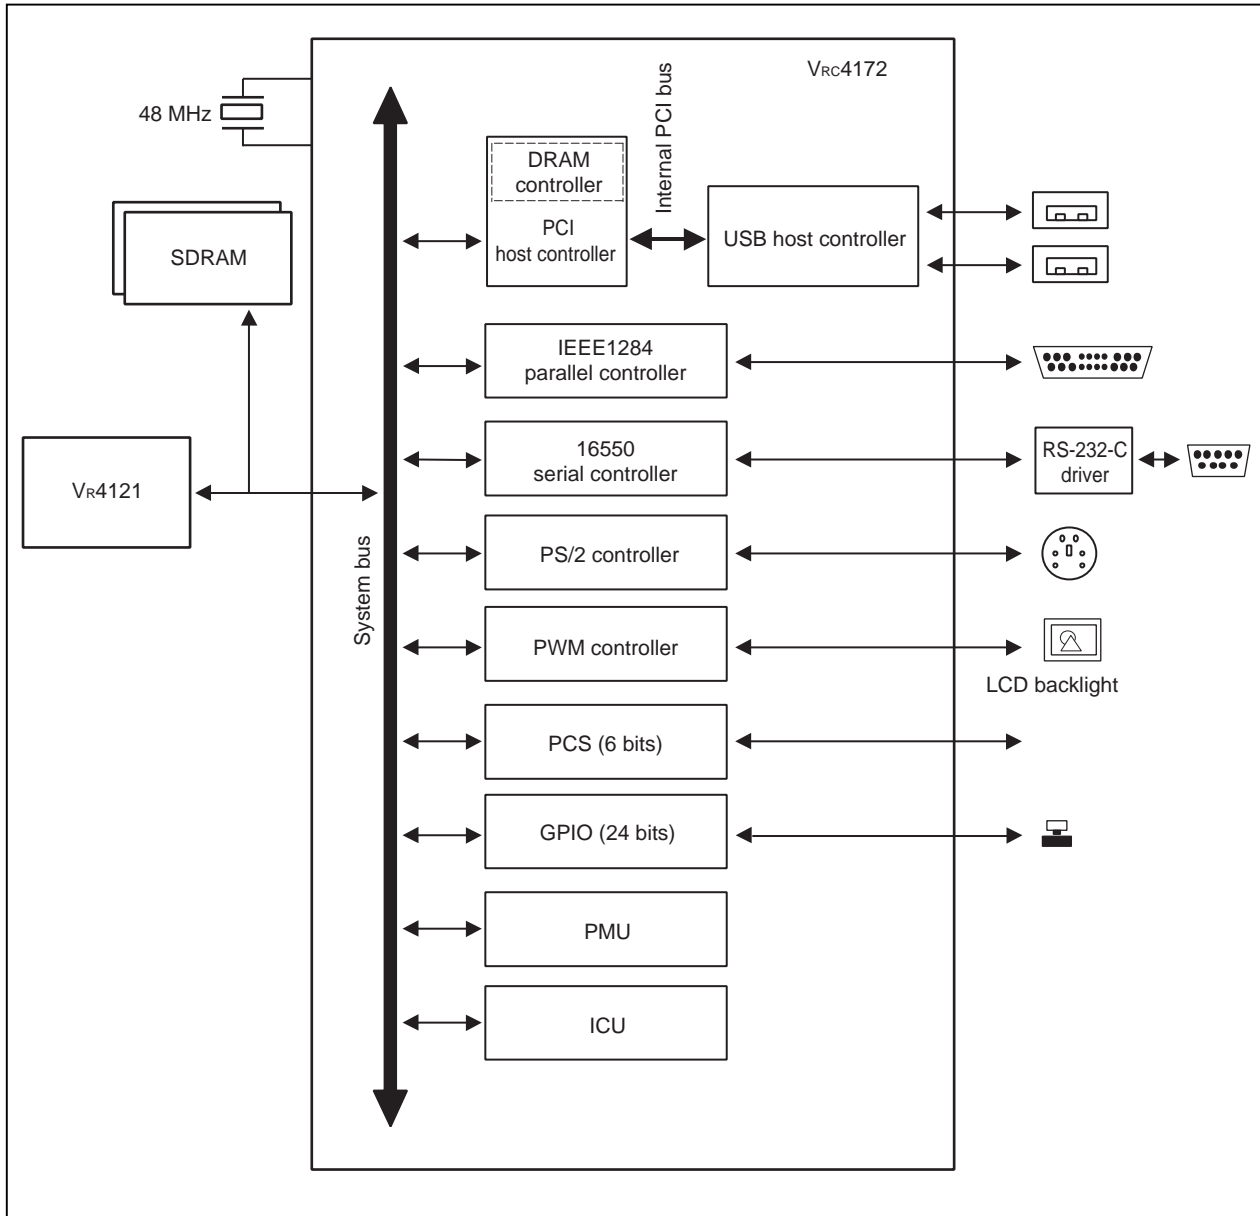 VRC4172
48 MHz
Internal PCI bus
DRAM
controller
PCI
host controller
USB host controller
SDRAM
IEEE1284
parallel controller
16550
serial controller
RS-232-C
driver
VR4121
System bus
PS/2 controller
PWM controller
LCD backlight
PCS (6 bits)
GPIO (24 bits)
PMU
ICU